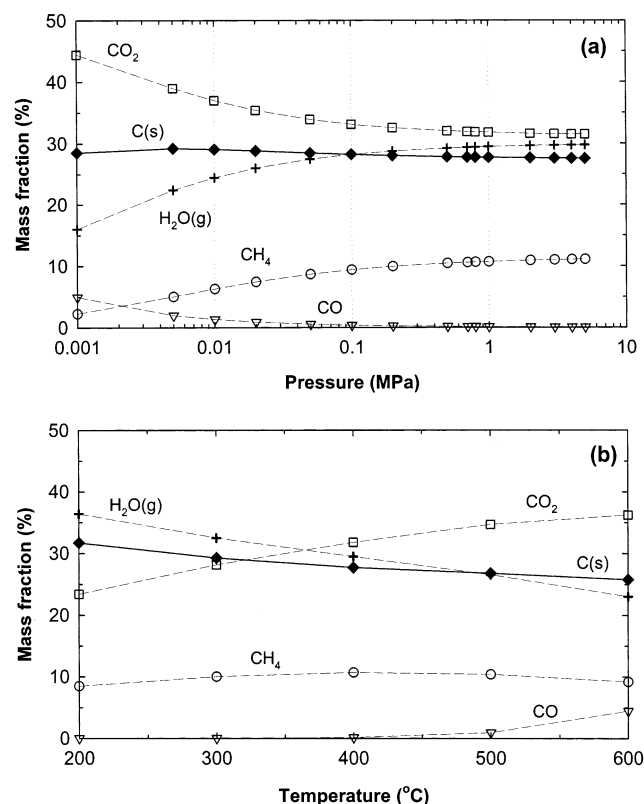 (a)
CO₂
C(s)
H₂O(g)
CH₄
CO
Mass fraction (%)
50
40
30
20
10
0
0.001 0.01 0.1 1 10
Pressure (MPa)
(b)
H₂O(g)
CO₂
C(s)
CH₄
CO
Mass fraction (%)
50
40
30
20
10
0
200 300 400 500 600
Temperature (°C)